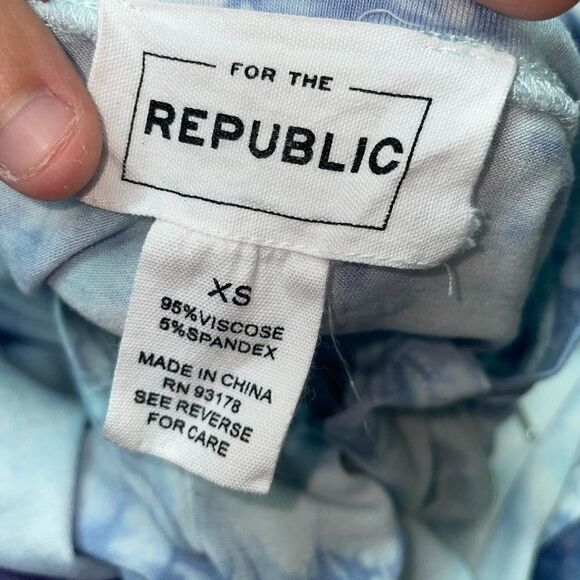 FOR THE
REPUBLIC
XS
95%VISCOSE
5%SPANDEX
MADE IN CHINA
RN 93178
SEE REVERSE
FOR CARE